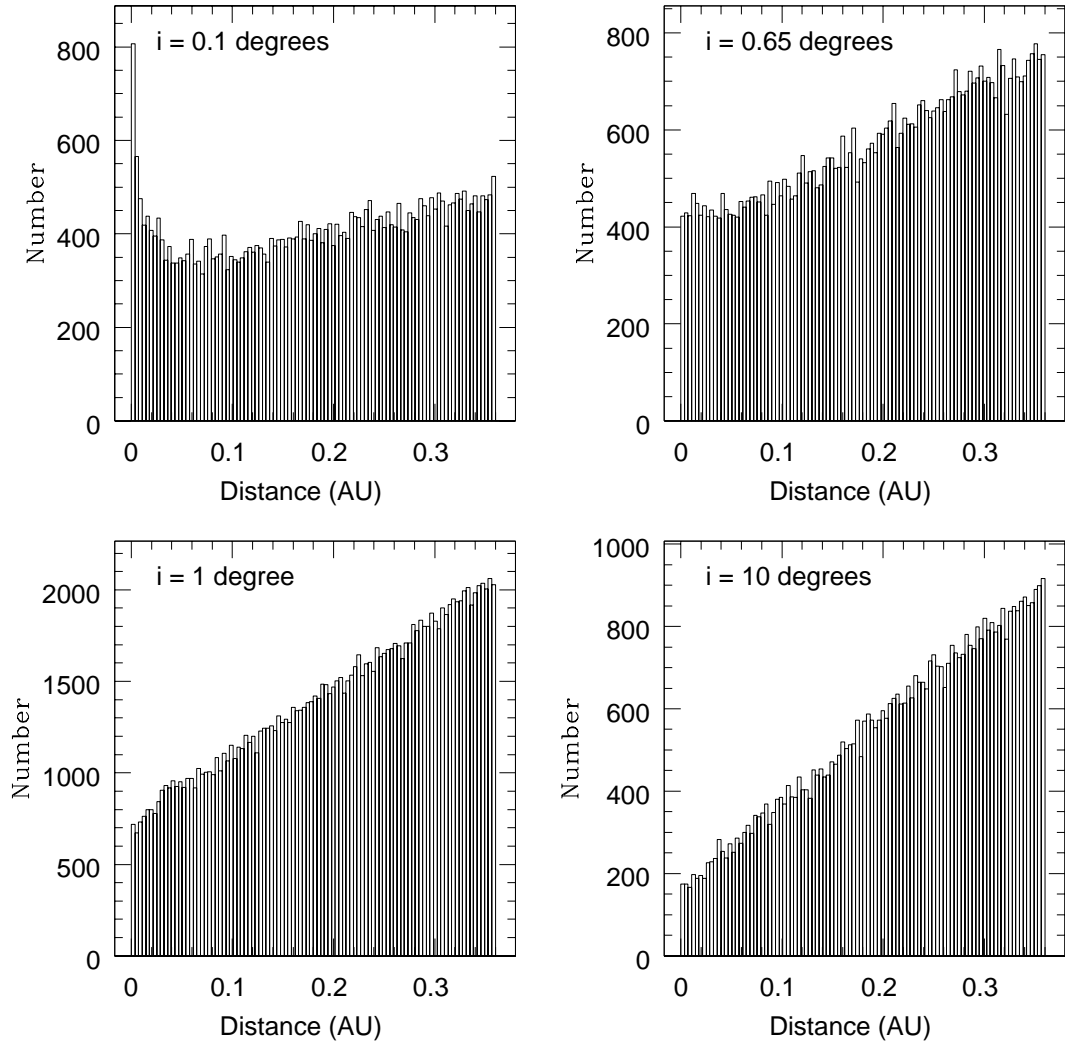 i = 0.1 degrees
800
600
400
200
0
Number
0 0.1 0.2 0.3
Distance (AU)
i = 0.65 degrees
800
600
400
200
0
Number
0 0.1 0.2 0.3
Distance (AU)
i = 1 degree
2000
1500
1000
500
0
Number
0 0.1 0.2 0.3
Distance (AU)
i = 10 degrees
1000
800
600
400
200
0
Number
0 0.1 0.2 0.3
Distance (AU)